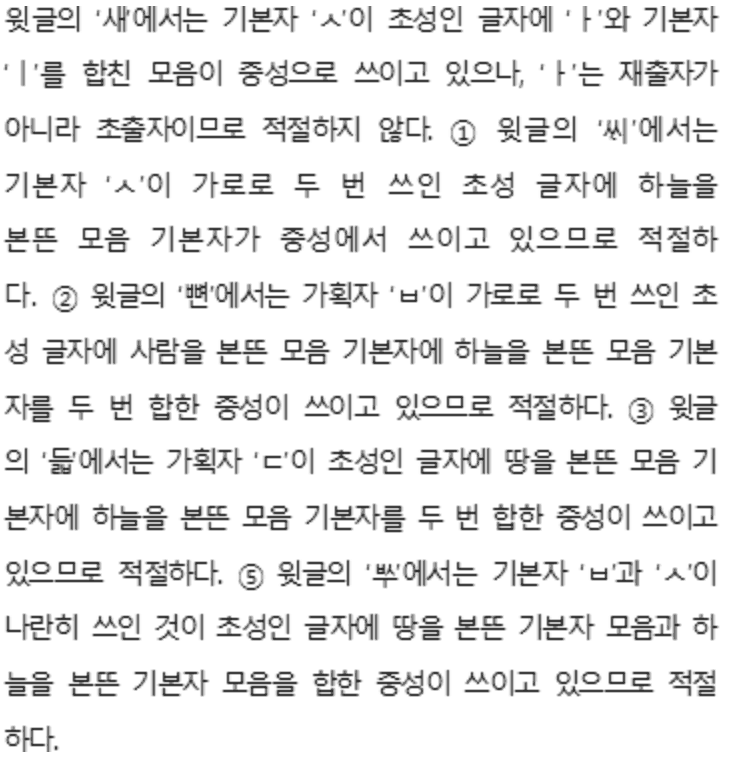 윗글의 ‘새’에서는 기본자 ‘ㅅ’이 초성인 글자에 ‘ㅏ’와 기본자
‘ㅣ’를 합친 모음이 중성으로 쓰이고 있으나, ‘ㅏ’는 재출자가
아니라 초출자이므로 적절하지 않다. ① 윗글의 ‘ᄊᆡ’에서는
기본자 ‘ㅅ’이 가로로 두 번 쓰인 초성 글자에 하늘을
본뜬 모음 기본자가 중성에서 쓰이고 있으므로 적절하
다. ② 윗글의 ‘뼌’에서는 가획자 ‘ㅂ’이 가로로 두 번 쓰인 초
성 글자에 사람을 본뜬 모음 기본자에 하늘을 본뜬 모음 기본
자를 두 번 합한 중성이 쓰이고 있으므로 적절하다. ③ 윗글
의 ‘듋’에서는 가획자 ‘ㄷ’이 초성인 글자에 땅을 본뜬 모음 기
본자에 하늘을 본뜬 모음 기본자를 두 번 합한 중성이 쓰이고
있으므로 적절하다. ⑤ 윗글의 ‘ᄡᅮ’에서는 기본자 ‘ㅂ’과 ‘ㅅ’이
나란히 쓰인 것이 초성인 글자에 땅을 본뜬 기본자 모음과 하
늘을 본뜬 기본자 모음을 합한 중성이 쓰이고 있으므로 적절
하다.